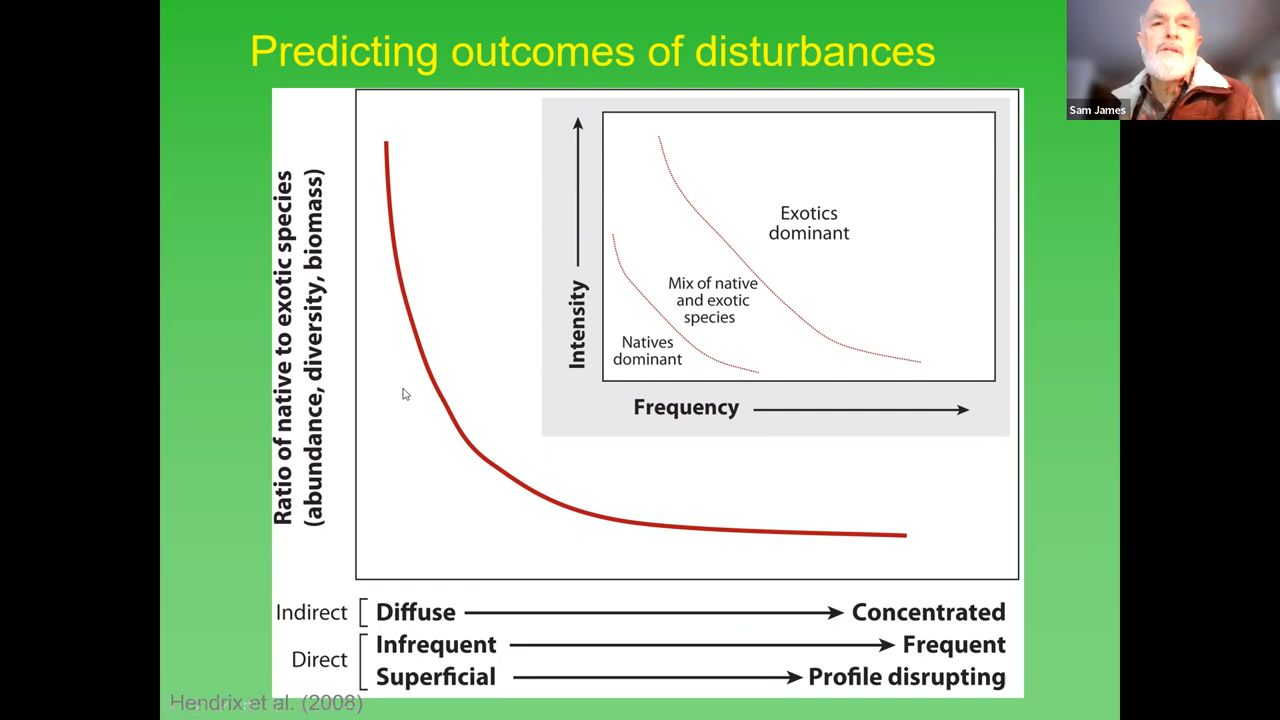 Predicting outcomes of disturbances
Sam James
Ratio of native to exotic species
(abundance, diversity, biomass)
Intensity
Exotics
dominant
Mix of native
and exotic
species
Natives
dominant
Frequency
Indirect
Diffuse
Concentrated
Direct
Infrequent
Frequent
Superficial
Profile disrupting
Hendrix et al. (2008)